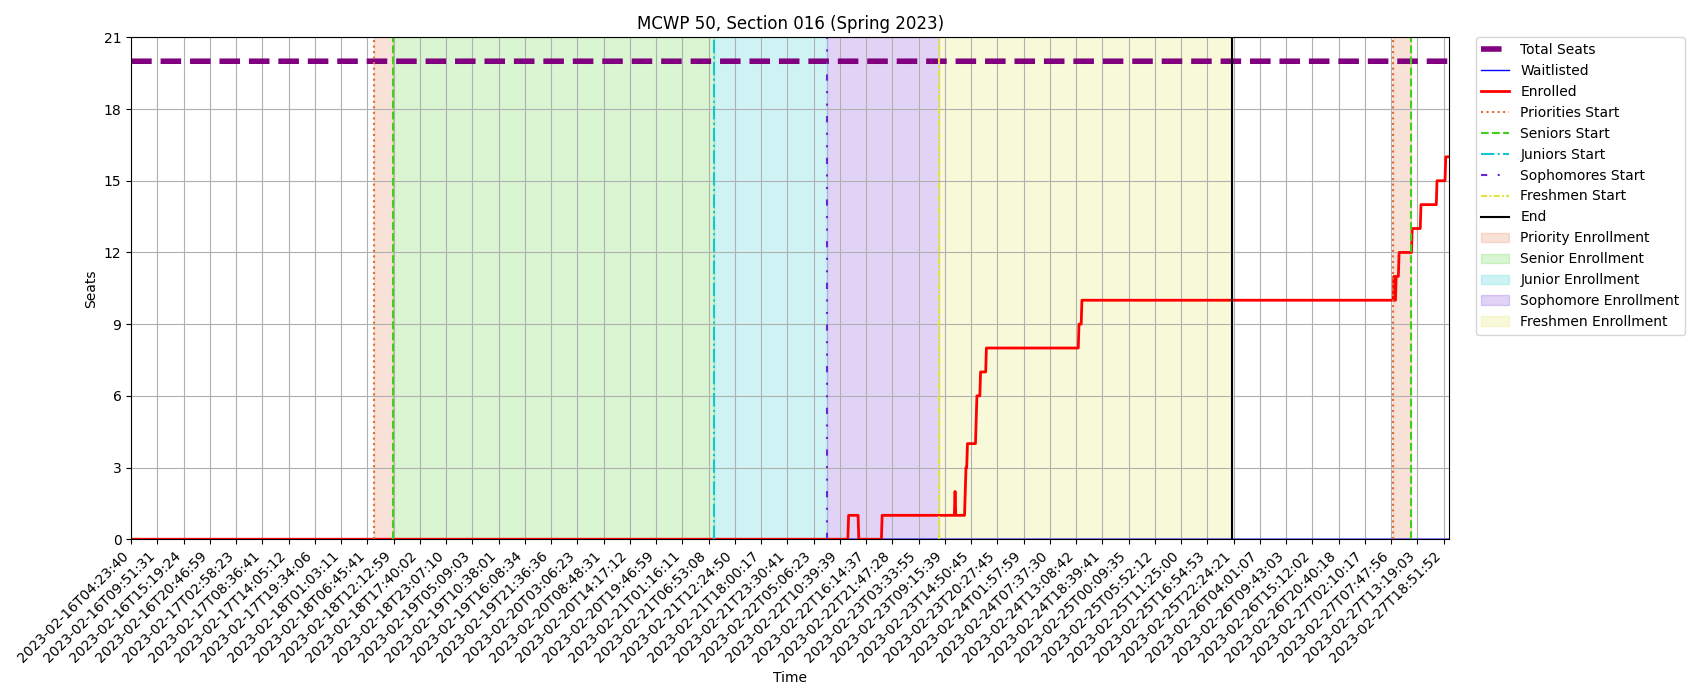 MCWP 50, Section 016 (Spring 2023)
21
18
15
12
9
6
3
0
Seats
2023-02-16T04:23:40
2023-02-16T09:51:31
2023-02-16T15:19:24
2023-02-16T20:46:59
2023-02-17T02:58:23
2023-02-17T08:36:41
2023-02-17T14:05:12
2023-02-17T19:34:06
2023-02-18T01:03:11
2023-02-18T06:45:41
2023-02-18T12:12:59
2023-02-18T17:40:02
2023-02-18T23:07:10
2023-02-19T05:09:03
2023-02-19T10:38:01
2023-02-19T16:08:34
2023-02-19T21:36:36
2023-02-20T03:06:23
2023-02-20T08:48:31
2023-02-20T14:17:12
2023-02-20T19:46:59
2023-02-21T01:16:11
2023-02-21T06:53:08
2023-02-21T12:24:50
2023-02-21T18:00:17
2023-02-21T23:30:41
2023-02-22T05:06:23
2023-02-22T10:39:39
2023-02-22T16:14:37
2023-02-22T21:47:28
2023-02-23T03:33:55
2023-02-23T09:15:39
2023-02-23T14:50:45
2023-02-23T20:27:45
2023-02-24T01:57:59
2023-02-24T07:37:30
2023-02-24T13:08:42
2023-02-24T18:39:41
2023-02-25T00:09:35
2023-02-25T05:52:12
2023-02-25T11:25:00
2023-02-25T16:54:53
2023-02-25T22:24:21
2023-02-26T04:01:07
2023-02-26T09:43:03
2023-02-26T15:12:02
2023-02-26T20:40:18
2023-02-27T02:10:17
2023-02-27T07:47:56
2023-02-27T13:19:03
2023-02-27T18:51:52
Time
Total Seats
Waitlisted
Enrolled
Priorities Start
Seniors Start
Juniors Start
Sophomores Start
Freshmen Start
End
Priority Enrollment
Senior Enrollment
Junior Enrollment
Sophomore Enrollment
Freshmen Enrollment